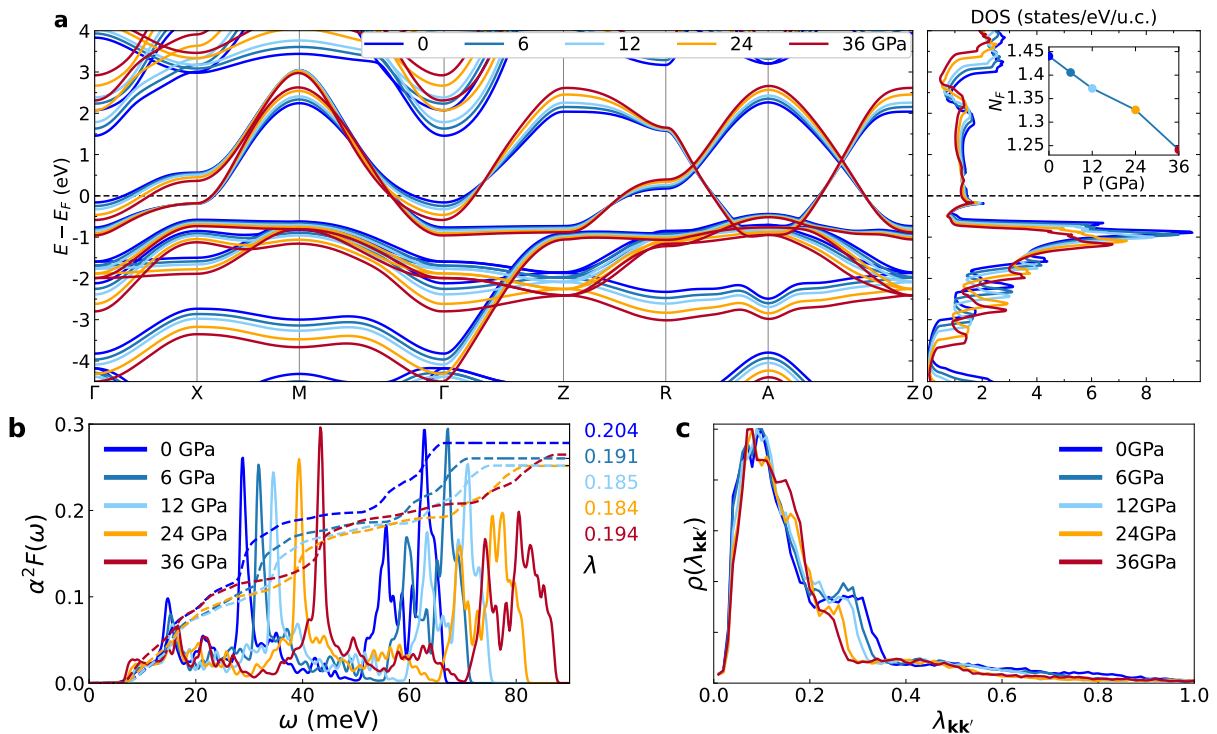 a
DOS (states/eV/u.c.)
0 6 12 24 36 GPa
E − E_F (eV)
4
3
2
1
0
-1
-2
-3
-4
Γ X M Γ Z R A Z
N_F
1.45
1.4
1.35
1.3
1.25
0 12 24 36
P (GPa)
0 2 4 6 8
b
α²F(ω)
0.3
0.2
0.1
0.0
0 GPa
6 GPa
12 GPa
24 GPa
36 GPa
0.204
0.191
0.185
0.184
0.194
λ
0 20 40 60 80
ω (meV)
c
ρ(λ_kk′)
0GPa
6GPa
12GPa
24GPa
36GPa
0.0 0.2 0.4 0.6 0.8 1.0
λ_kk′